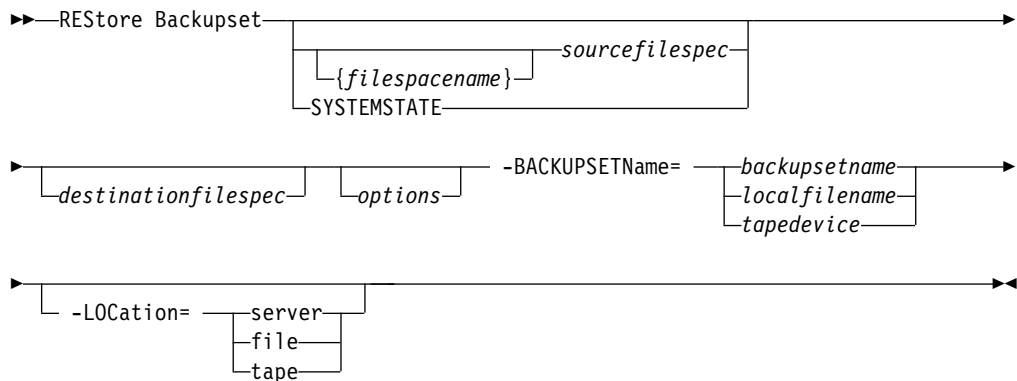 REStore Backupset
{filespacename}
sourcefilespec
SYSTEMSTATE
destinationfilespec
options
-BACKUPSETName=
backupsetname
localfilename
tapedevice
-LOCation=
server
file
tape